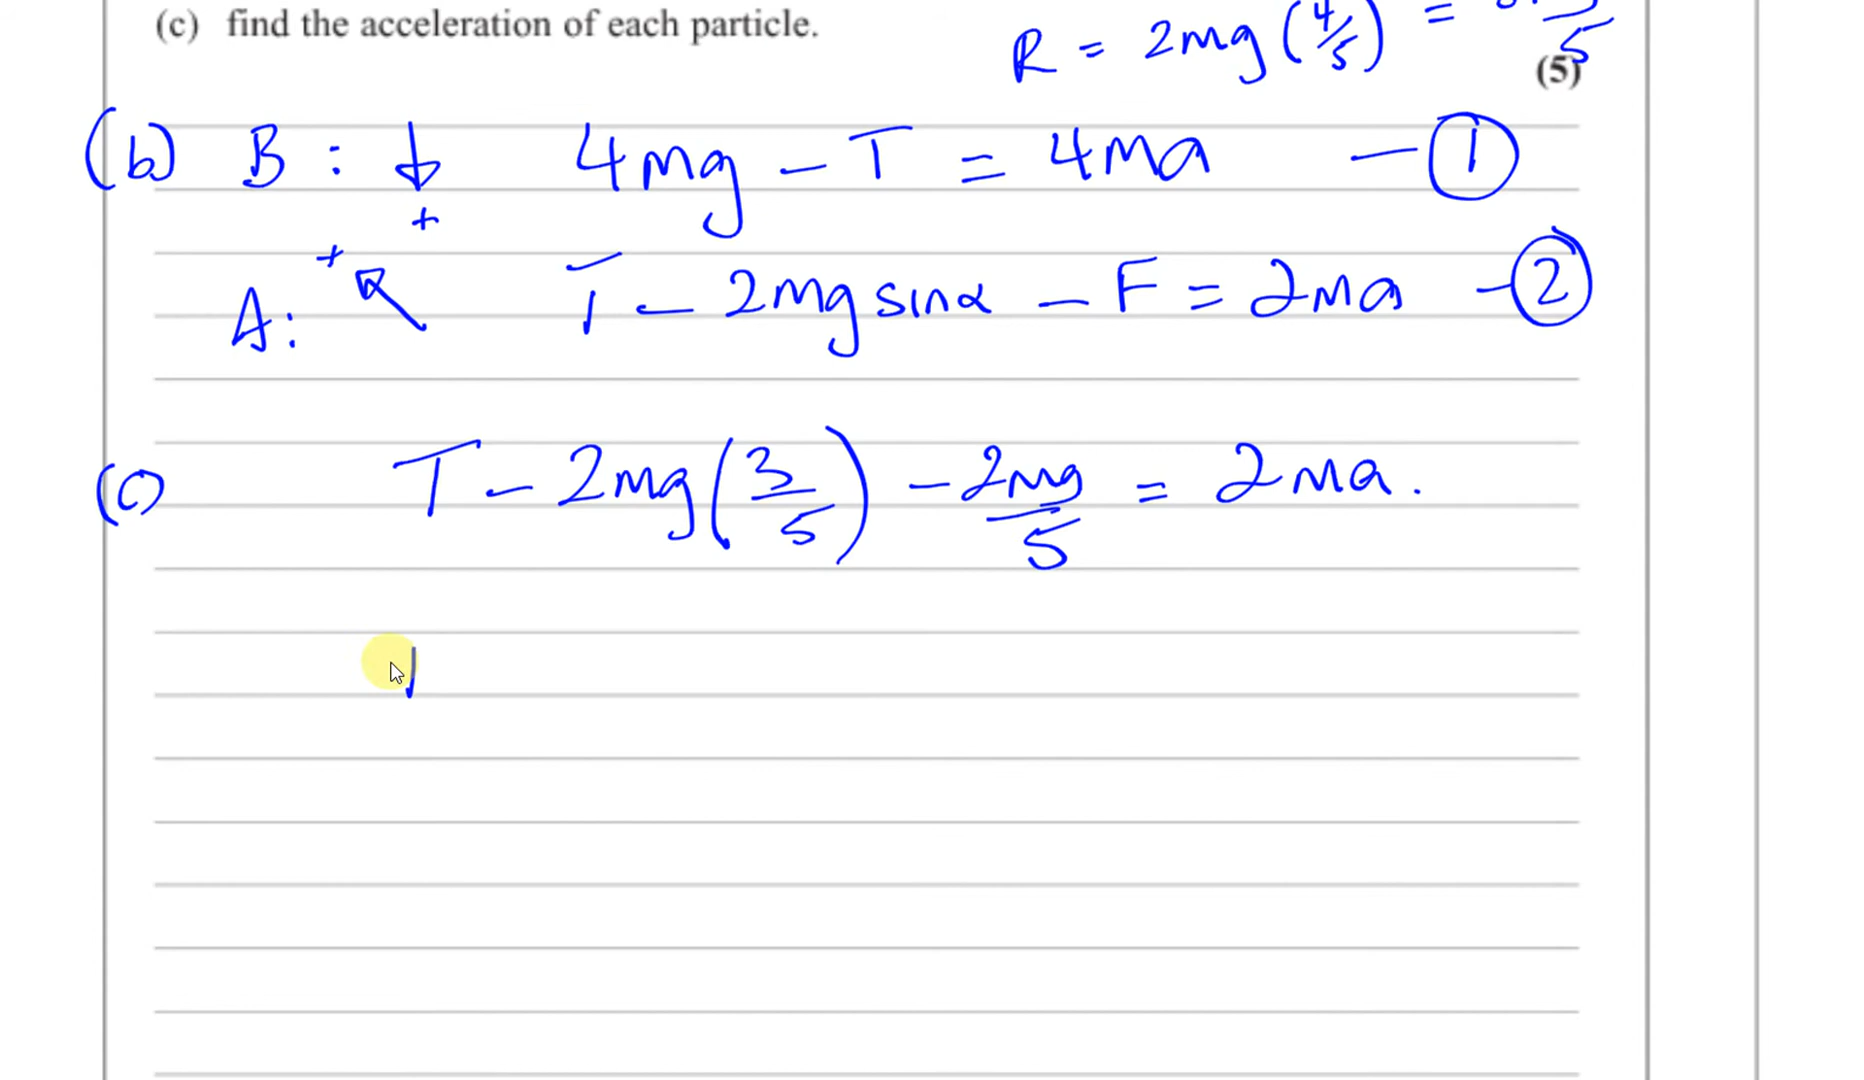 (c) find the acceleration of each particle.
R = 2mg(4/5) =
5
(5)
(b) B : ↓ 4mg - T = 4ma - ①
+
+
A: ↖ T - 2mg sinα - F = 2ma - ②
(c) T - 2mg(3/5) - 2mg/5 = 2ma.